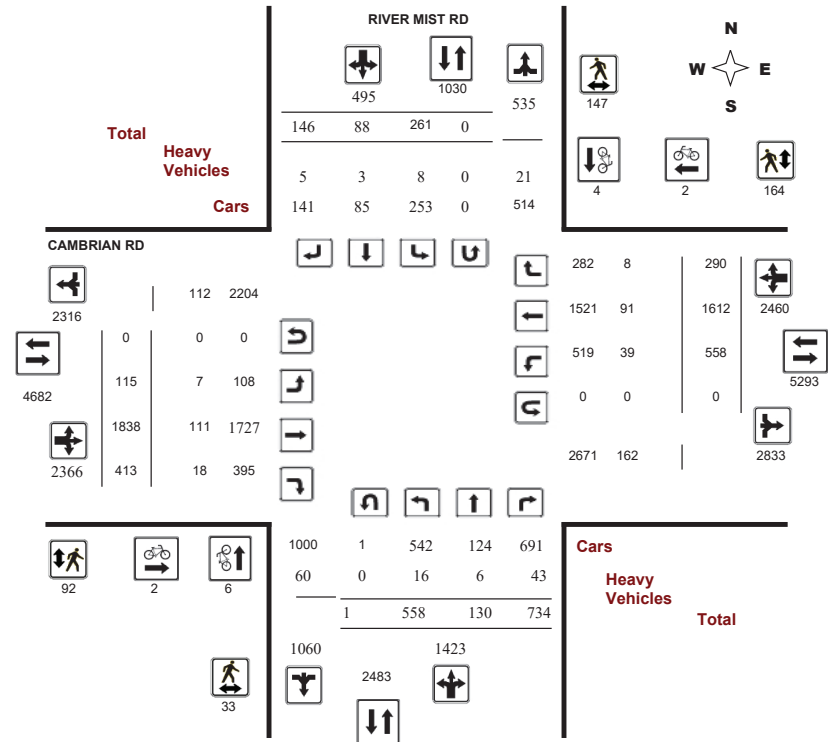 RIVER MIST RD
N
W E
S
495 1030 535 147
146 88 261 0
Total
Heavy
Vehicles
5 3 8 0 21
Cars 141 85 253 0 514
4 2 164
CAMBRIAN RD
2316 112 2204
0 0 0
4682
115 7 108
1838 111 1727
2366 413 18 395
282 8 290
1521 91 1612 2460
519 39 558
5293
0 0 0
2671 162 2833
92 2 6
33
1000 1 542 124 691 Cars
60 0 16 6 43 Heavy
Vehicles
1 558 130 734 Total
1060 1423
2483